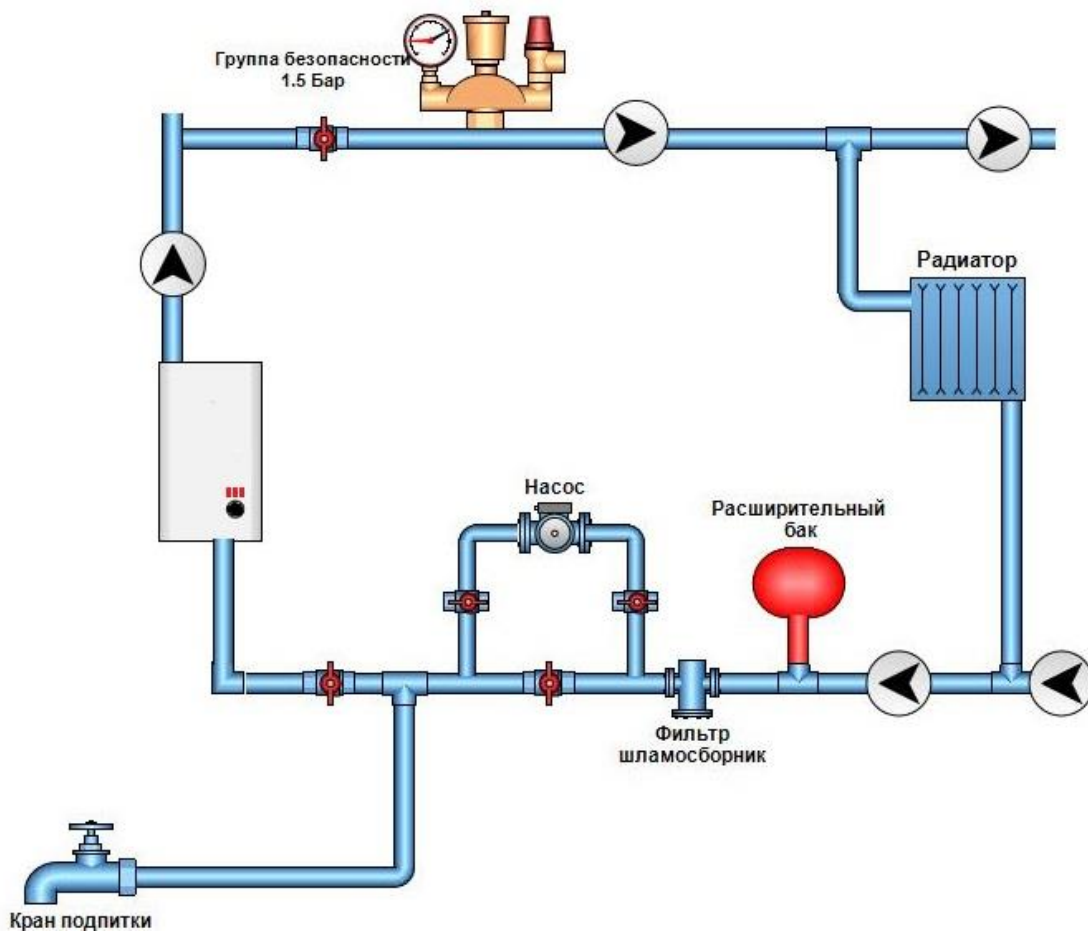 Группа безопасности
1.5 Бар
Радиатор
Насос
Расширительный
бак
Фильтр
шламосборник
Кран подпитки